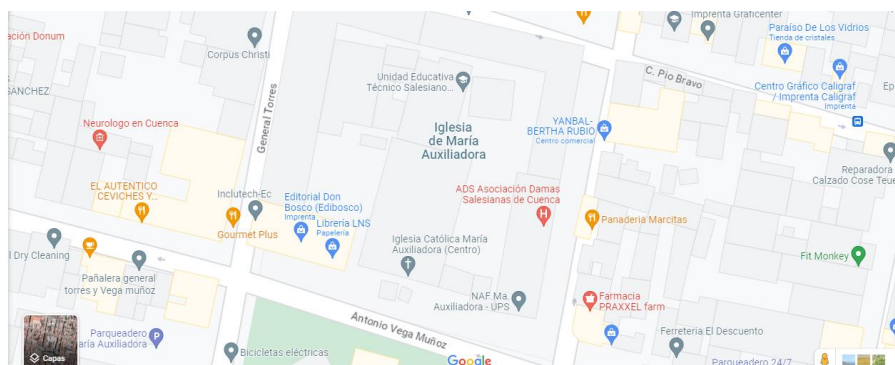 ación Donum
Corpus Christi
SÁNCHEZ
Neurologo en Cuenca
General Torres
Unidad Educativa
Técnico Salesiano...
Iglesia
de María
Auxiliadora
Imprenta Graficenter
Paraíso De Los Vidrios
Tienda de cristales
C. Pio Bravo
Centro Gráfico Caligraf
/ Imprenta Caligraf
Imprenta
Ep
YANBAL-
BERTHA RUBIO
Centro comercial
Reparadora
Calzado Cose Teue
EL AUTENTICO
CEVICHES Y...
Inclutech-Ec
Gourmet Plus
Editorial Don
Bosco (Edibosco)
Imprenta
Librería LNS
Papelería
ADS Asociación Damas
Salesianas de Cuenca
Panaderia Marcitas
Iglesia Católica María
Auxiliadora (Centro)
l Dry Cleaning
Fit Monkey
Pañalera general
torres y Vega muñoz
NAF Ma.
Auxiliadora - UPS
Farmacia
PRAXXEL farm
Antonio Vega Muñoz
Parqueadero
aría Auxiliadora
P
Ferreteria El Descuento
Capas
Bicicletas eléctricas
Google
Parqueadero 24/7